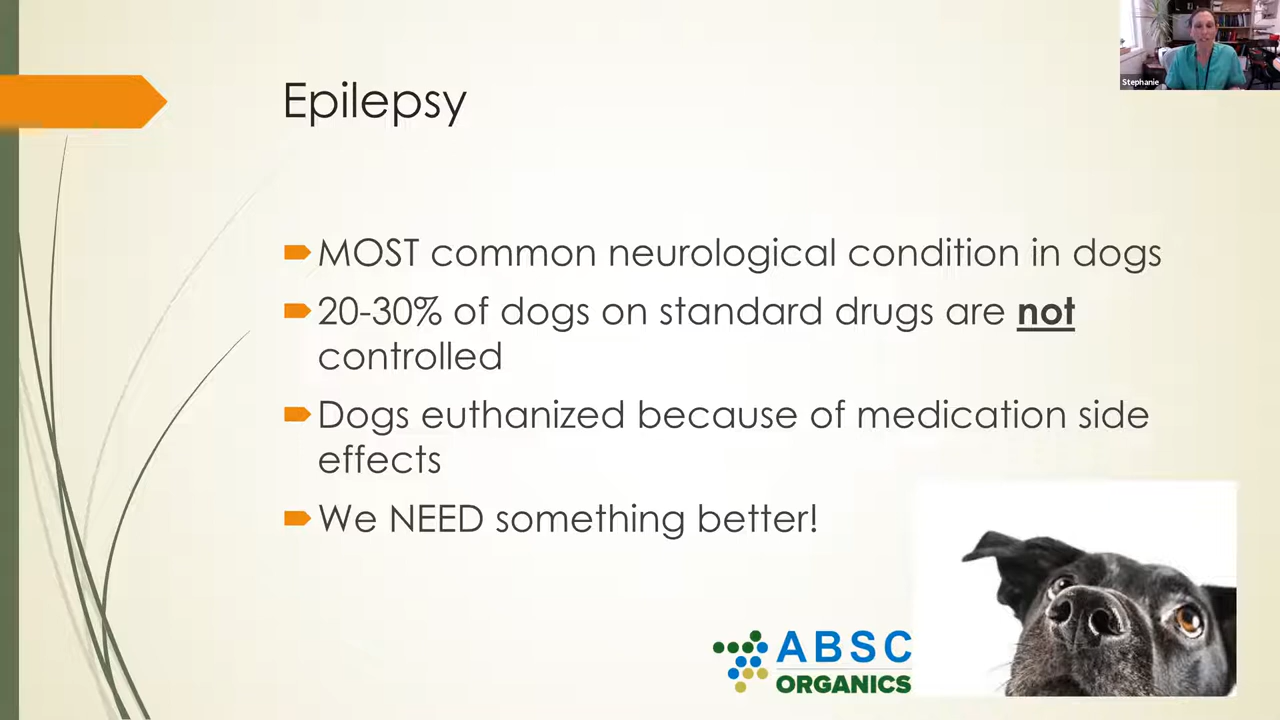 Stephanie
Epilepsy
MOST common neurological condition in dogs
20-30% of dogs on standard drugs are not
controlled
Dogs euthanized because of medication side
effects
We NEED something better!
ABSC
ORGANICS